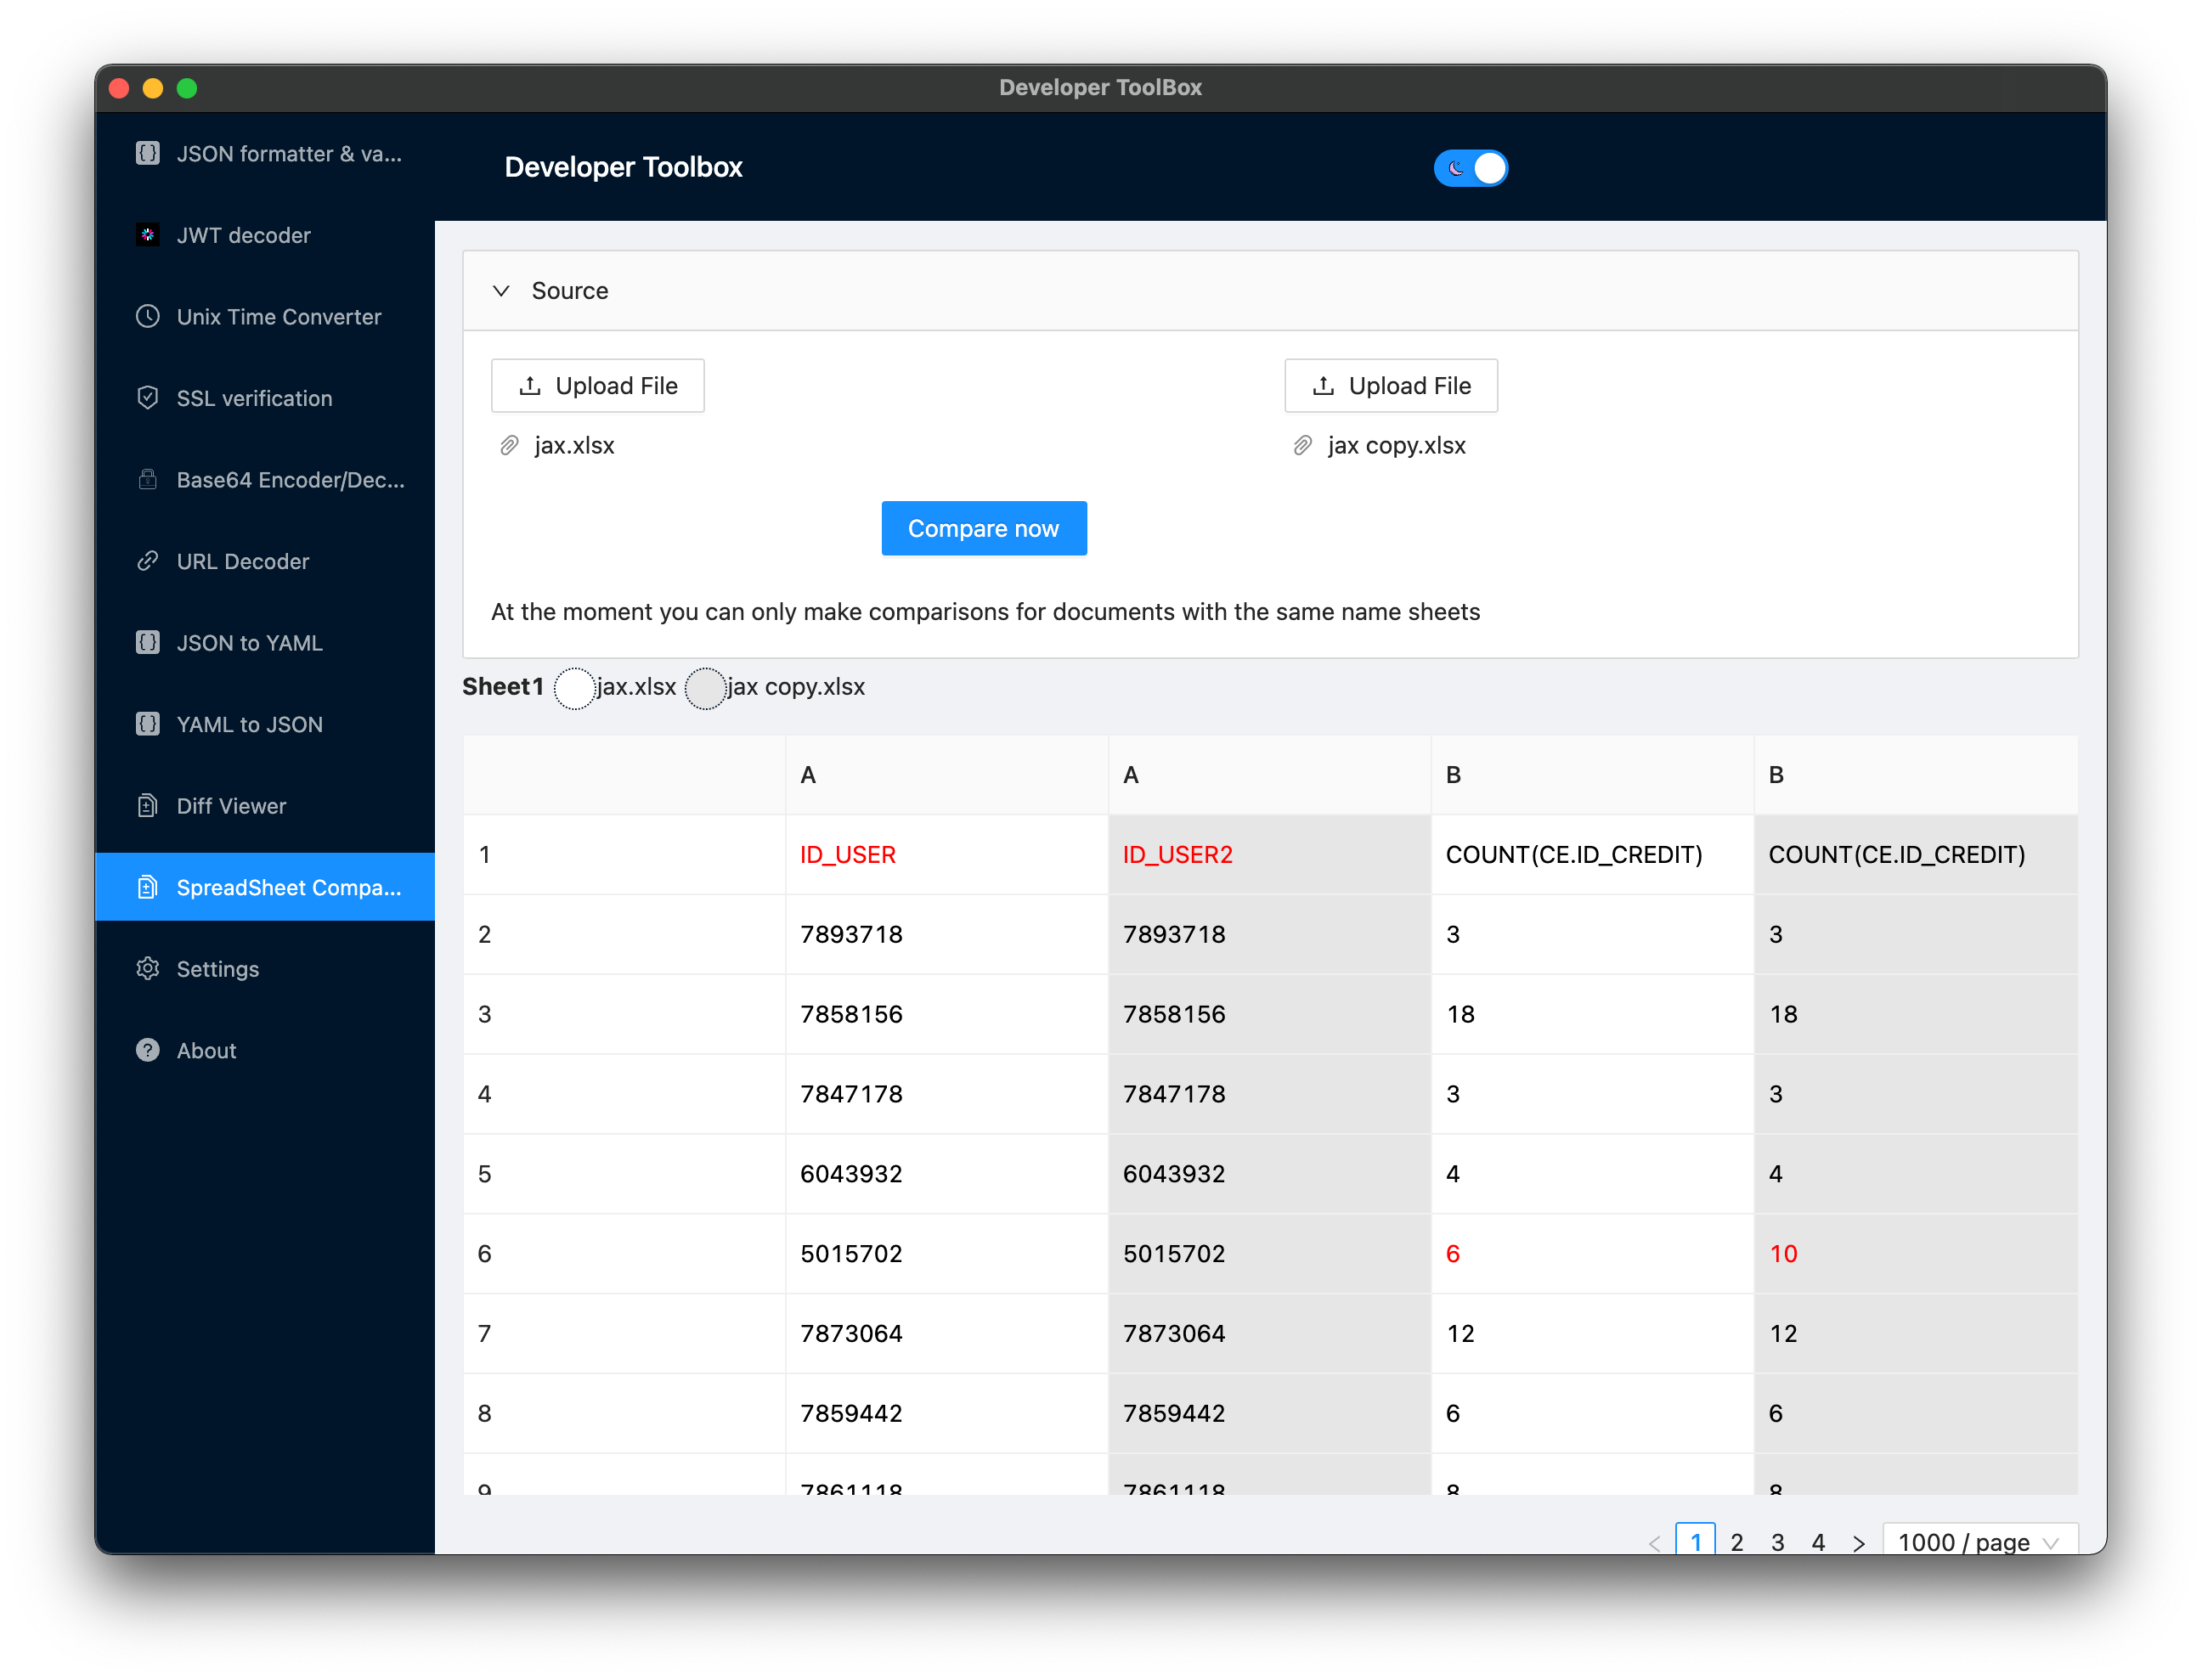 Developer ToolBox
JSON formatter & va...
JWT decoder
Unix Time Converter
SSL verification
Base64 Encoder/Dec...
URL Decoder
JSON to YAML
YAML to JSON
Diff Viewer
SpreadSheet Compa...
Settings
About
Developer Toolbox
Source
Upload File Upload File
jax.xlsx jax copy.xlsx
Compare now
At the moment you can only make comparisons for documents with the same name sheets
Sheet1 jax.xlsx jax copy.xlsx
A A B B
1 ID_USER ID_USER2 COUNT(CE.ID_CREDIT) COUNT(CE.ID_CREDIT)
2 7893718 7893718 3 3
3 7858156 7858156 18 18
4 7847178 7847178 3 3
5 6043932 6043932 4 4
6 5015702 5015702 6 10
7 7873064 7873064 12 12
8 7859442 7859442 6 6
9 7861118 7861118 8 8
< 1 2 3 4 > 1000 / page